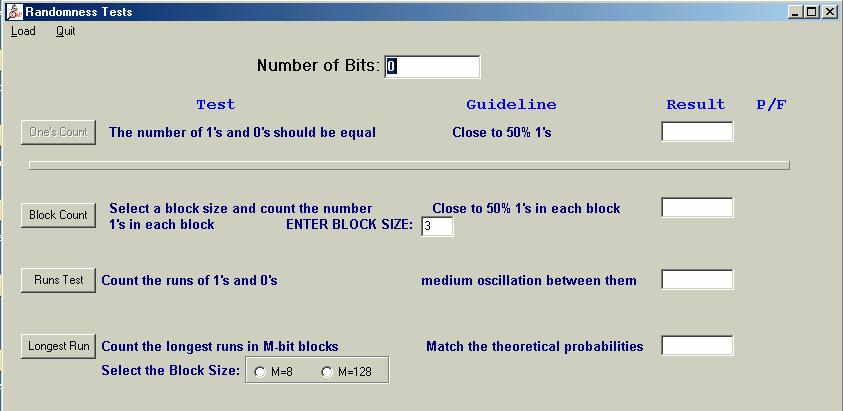 Randomness Tests
Load Quit
Number of Bits: 0
Test Guideline Result P/F
One's Count The number of 1's and 0's should be equal Close to 50% 1's
Select a block size and count the number Close to 50% 1's in each block
Block Count 1's in each block ENTER BLOCK SIZE: 3
Runs Test Count the runs of 1's and 0's medium oscillation between them
Longest Run Count the longest runs in M-bit blocks Match the theoretical probabilities
Select the Block Size: M=8 M=128